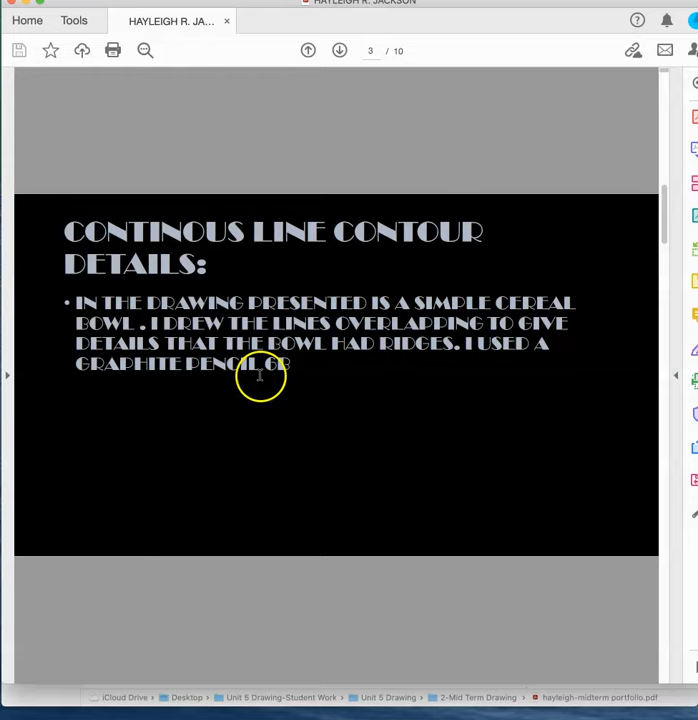 HAYLEIGH R. JACKSON
Home Tools HAYLEIGH R. JA... ×
3 / 10
CONTINOUS LINE CONTOUR
DETAILS:
• IN THE DRAWING PRESENTED IS A SIMPLE CEREAL
BOWL . I DREW THE LINES OVERLAPPING TO GIVE
DETAILS THAT THE BOWL HAD RIDGES. I USED A
GRAPHITE PENCIL 6B
iCloud Drive › Desktop › Unit 5 Drawing-Student Work › Unit 5 Drawing › 2-Mid Term Drawing › hayleigh-midterm portfolio.pdf